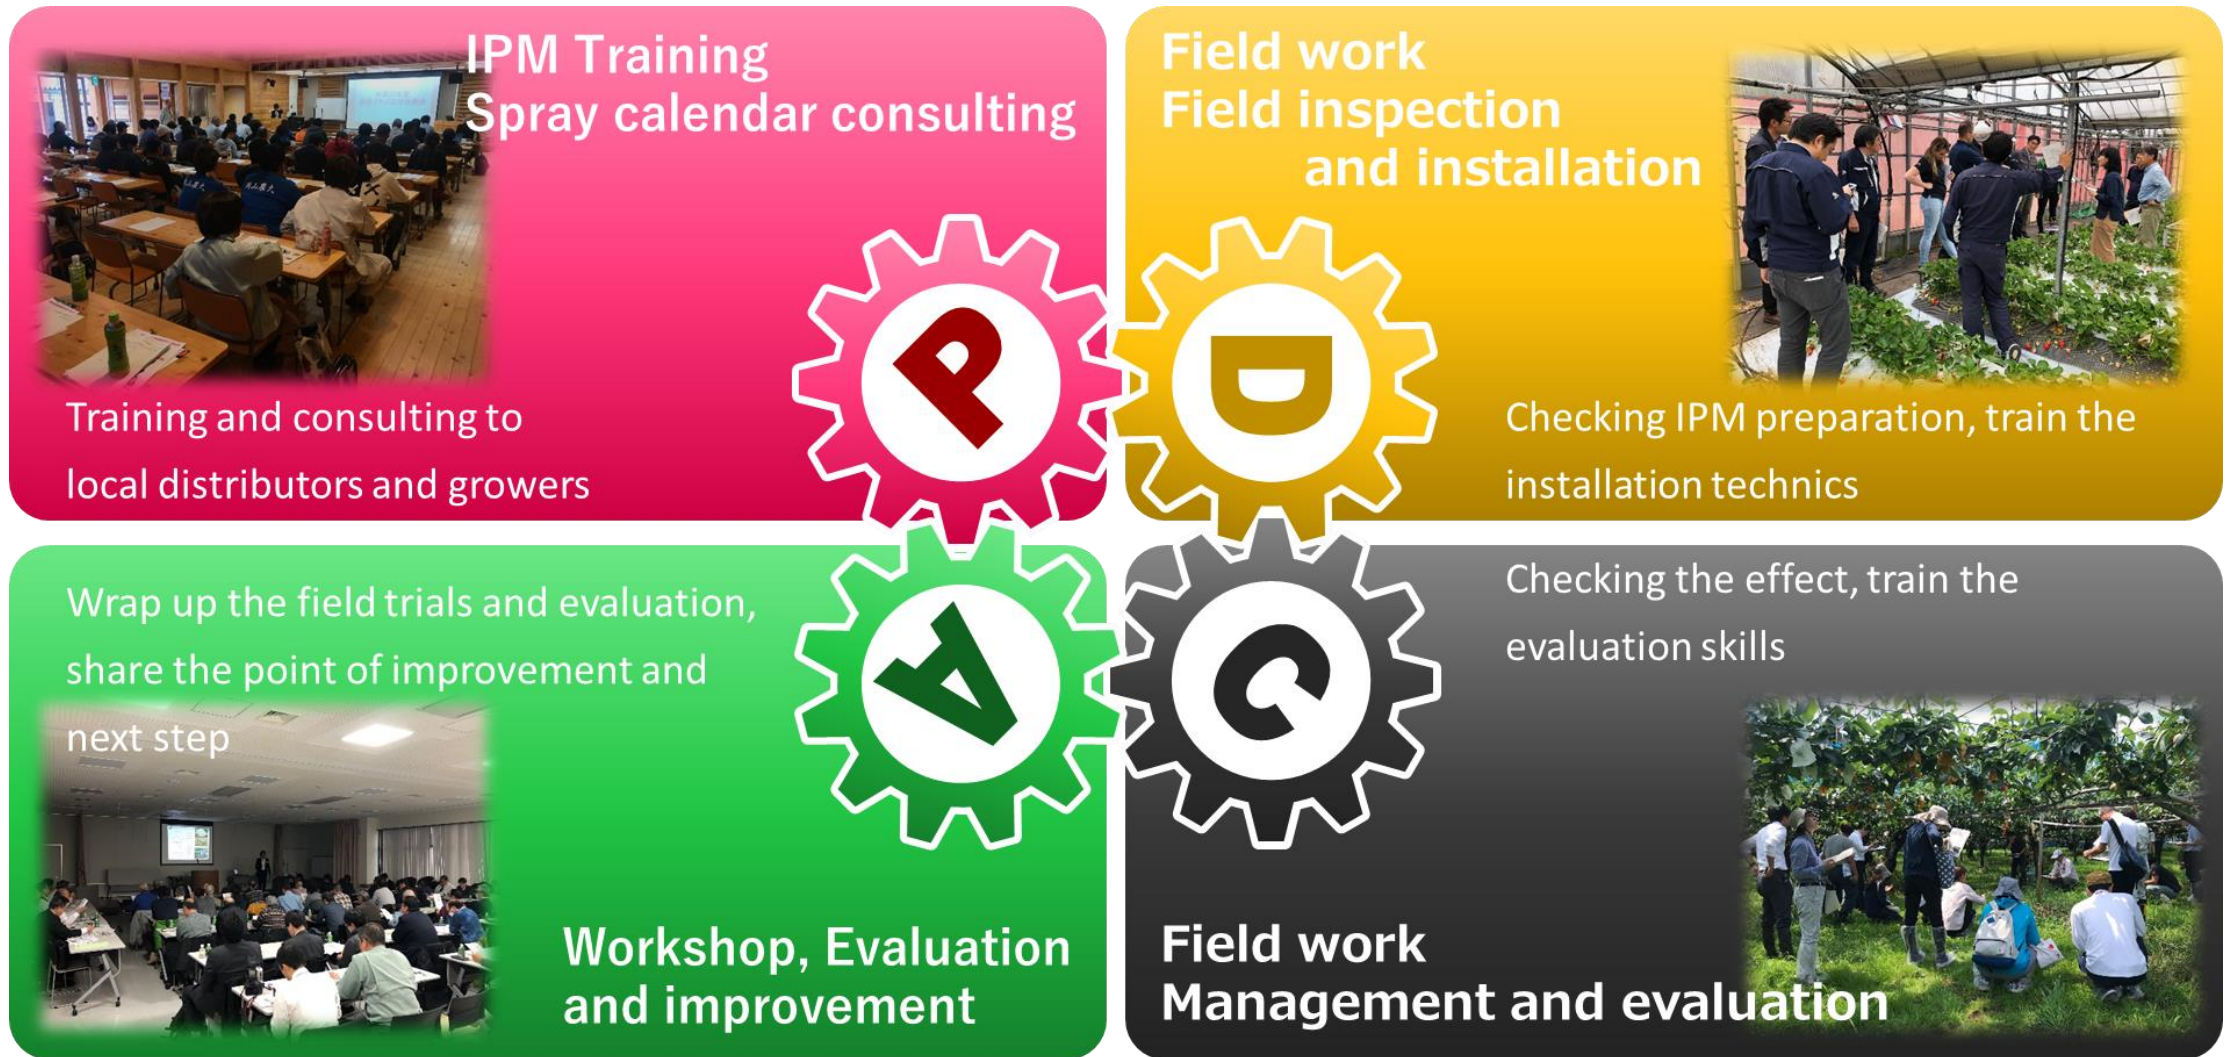 IPM Training
Spray calendar consulting
Training and consulting to
local distributors and growers
P
Field work
Field inspection
and installation
D
Checking IPM preparation, train the
installation technics
Wrap up the field trials and evaluation,
share the point of improvement and
next step
A
Workshop, Evaluation
and improvement
Checking the effect, train the
evaluation skills
C
Field work
Management and evaluation